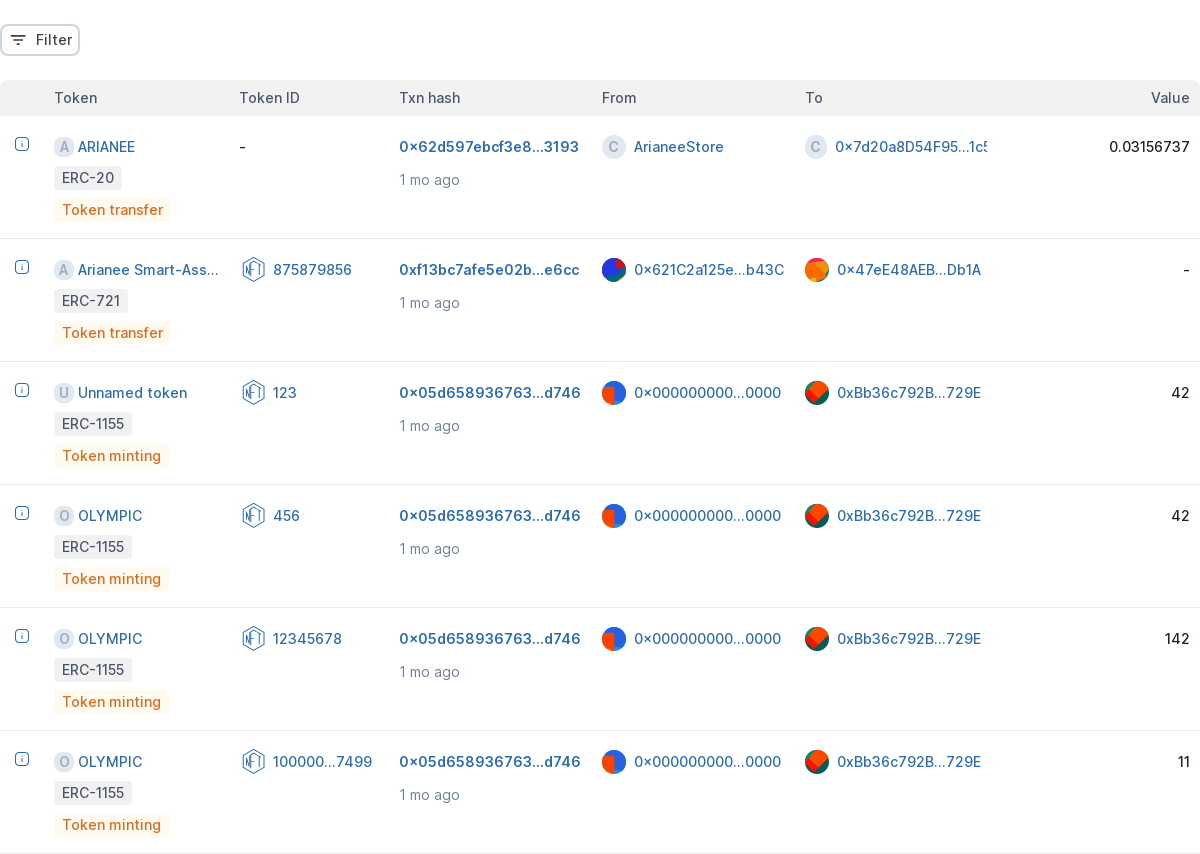 Filter
Token Token ID Txn hash From To Value
A ARIANEE - 0x62d597ebcf3e8...3193 C ArianeeStore C 0x7d20a8D54F95...1c5 0.03156737
ERC-20 1 mo ago
Token transfer
A Arianee Smart-Ass... NFT 875879856 0xf13bc7afe5e02b...e6cc 0x621C2a125e...b43C 0x47eE48AEB...Db1A -
ERC-721 1 mo ago
Token transfer
U Unnamed token NFT 123 0x05d658936763...d746 0x000000000...0000 0xBb36c792B...729E 42
ERC-1155 1 mo ago
Token minting
O OLYMPIC NFT 456 0x05d658936763...d746 0x000000000...0000 0xBb36c792B...729E 42
ERC-1155 1 mo ago
Token minting
O OLYMPIC NFT 12345678 0x05d658936763...d746 0x000000000...0000 0xBb36c792B...729E 142
ERC-1155 1 mo ago
Token minting
O OLYMPIC NFT 100000...7499 0x05d658936763...d746 0x000000000...0000 0xBb36c792B...729E 11
ERC-1155 1 mo ago
Token minting